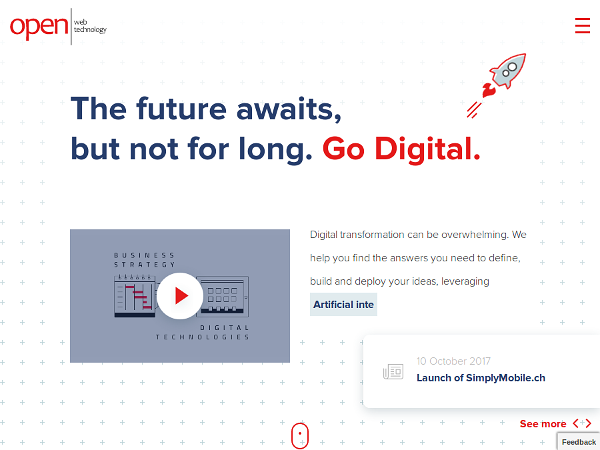 open
web
technology
The future awaits,
but not for long. Go Digital.
BUSINESS
STRATEGY
DIGITAL
TECHNOLOGIES
Digital transformation can be overwhelming. We
help you find the answers you need to define,
build and deploy your ideas, leveraging
Artificial inte
10 October 2017
Launch of SimplyMobile.ch
See more
Feedback